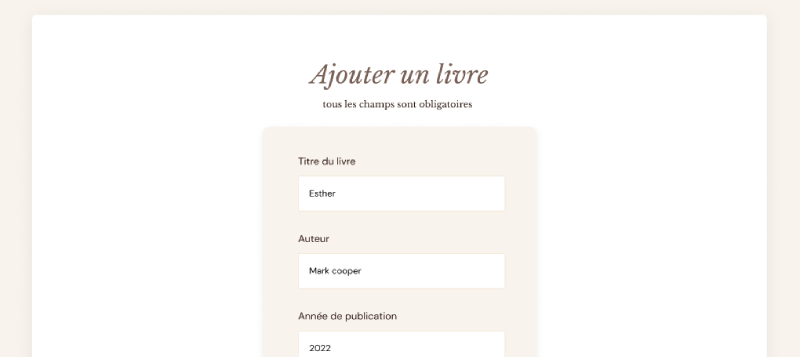 Ajouter un livre
tous les champs sont obligatoires
Titre du livre
Esther
Auteur
Mark cooper
Année de publication
2022